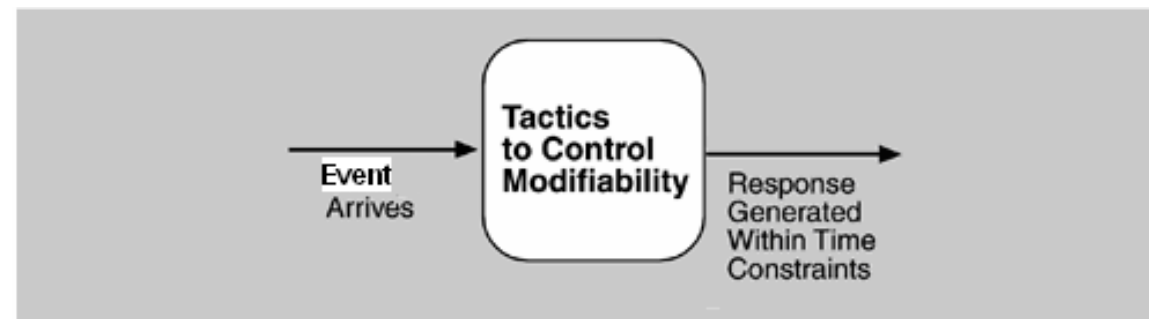 Event
Arrives
Tactics
to Control
Modifiability
Response
Generated
Within Time
Constraints